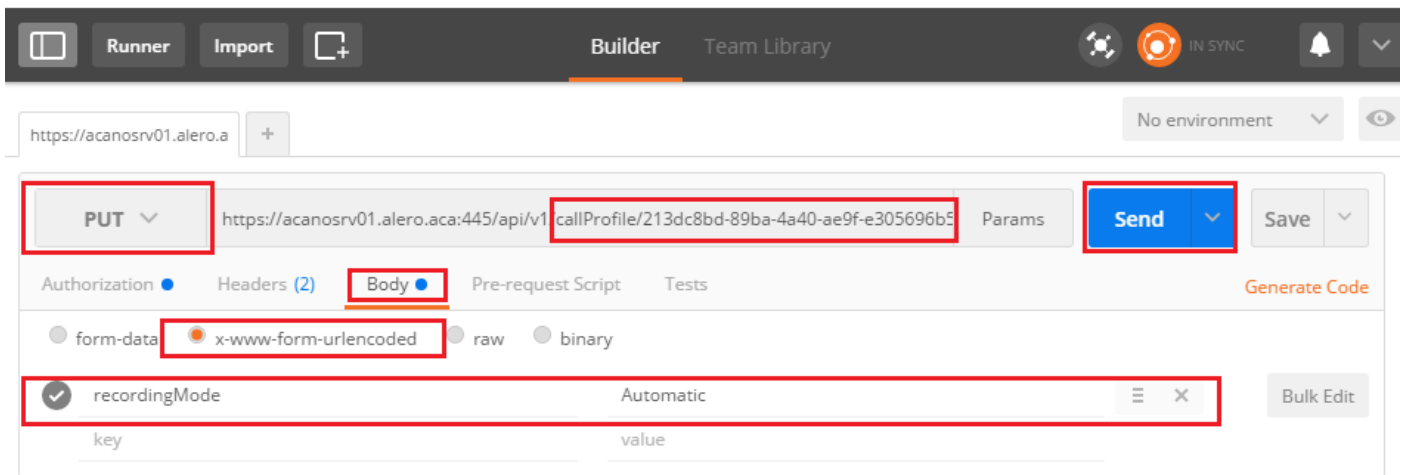 Runner Import Builder Team Library IN SYNC
No environment
https://acanosrv01.alero.a +
PUT https://acanosrv01.alero.aca:445/api/v1/callProfile/213dc8bd-89ba-4a40-ae9f-e305696b5 Params Send Save
Authorization Headers (2) Body Pre-request Script Tests Generate Code
form-data x-www-form-urlencoded raw binary
recordingMode Automatic Bulk Edit
key value